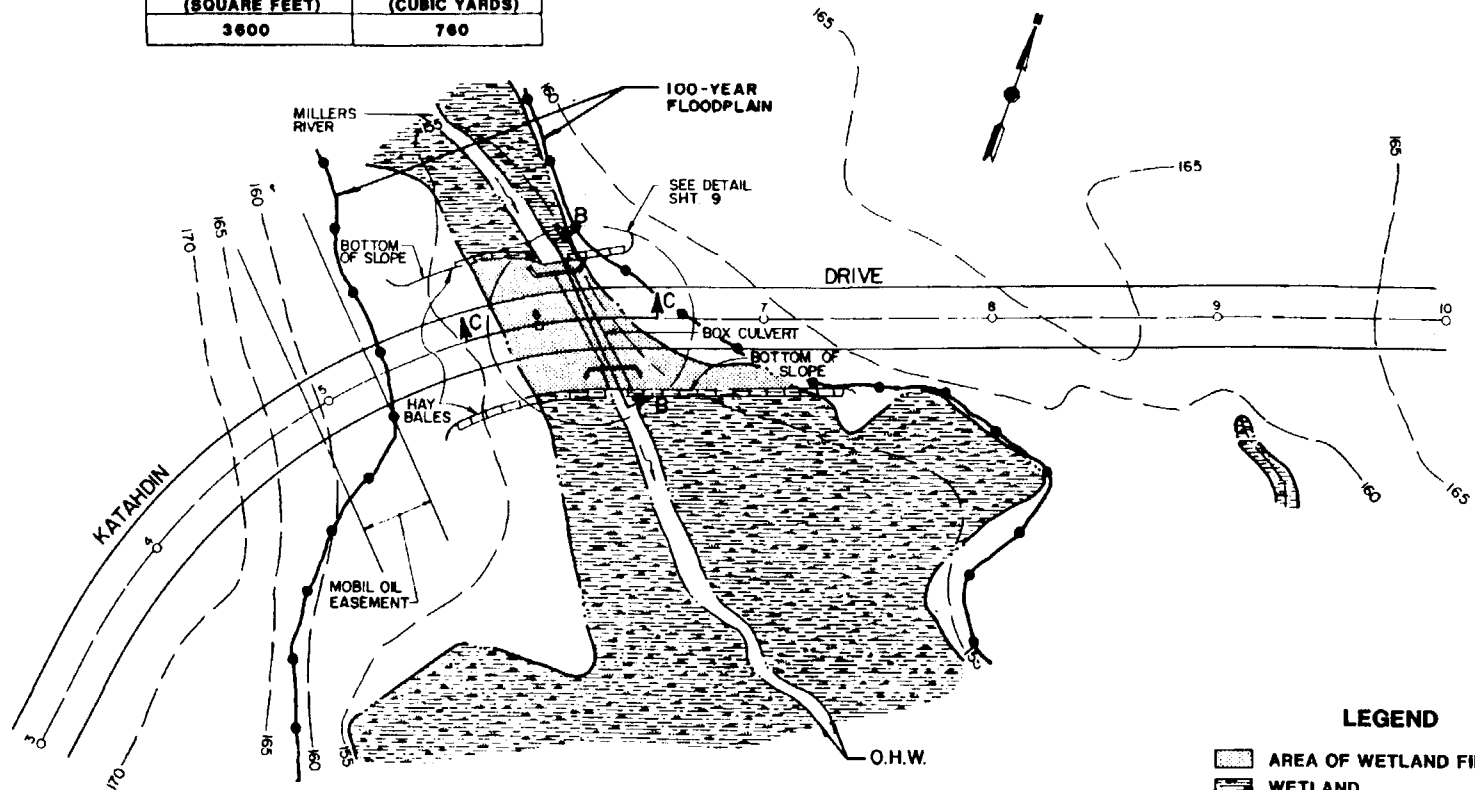 (SQUARE FEET) (CUBIC YARDS)
3600 760
165
N
MILLERS
RIVER
155
160
100-YEAR
FLOODPLAIN
165
165
SEE DETAIL
SHT. 9
B
160
165
170
BOTTOM
OF SLOPE
DRIVE
C
C
6
7
8
9
10
BOX CULVERT
BOTTOM OF
SLOPE
5
HAY
BALES
B
KATAHDIN
4
160
165
MOBIL OIL
EASEMENT
3
170
165
160
155
O.H.W.
LEGEND
AREA OF WETLAND
WETLAND